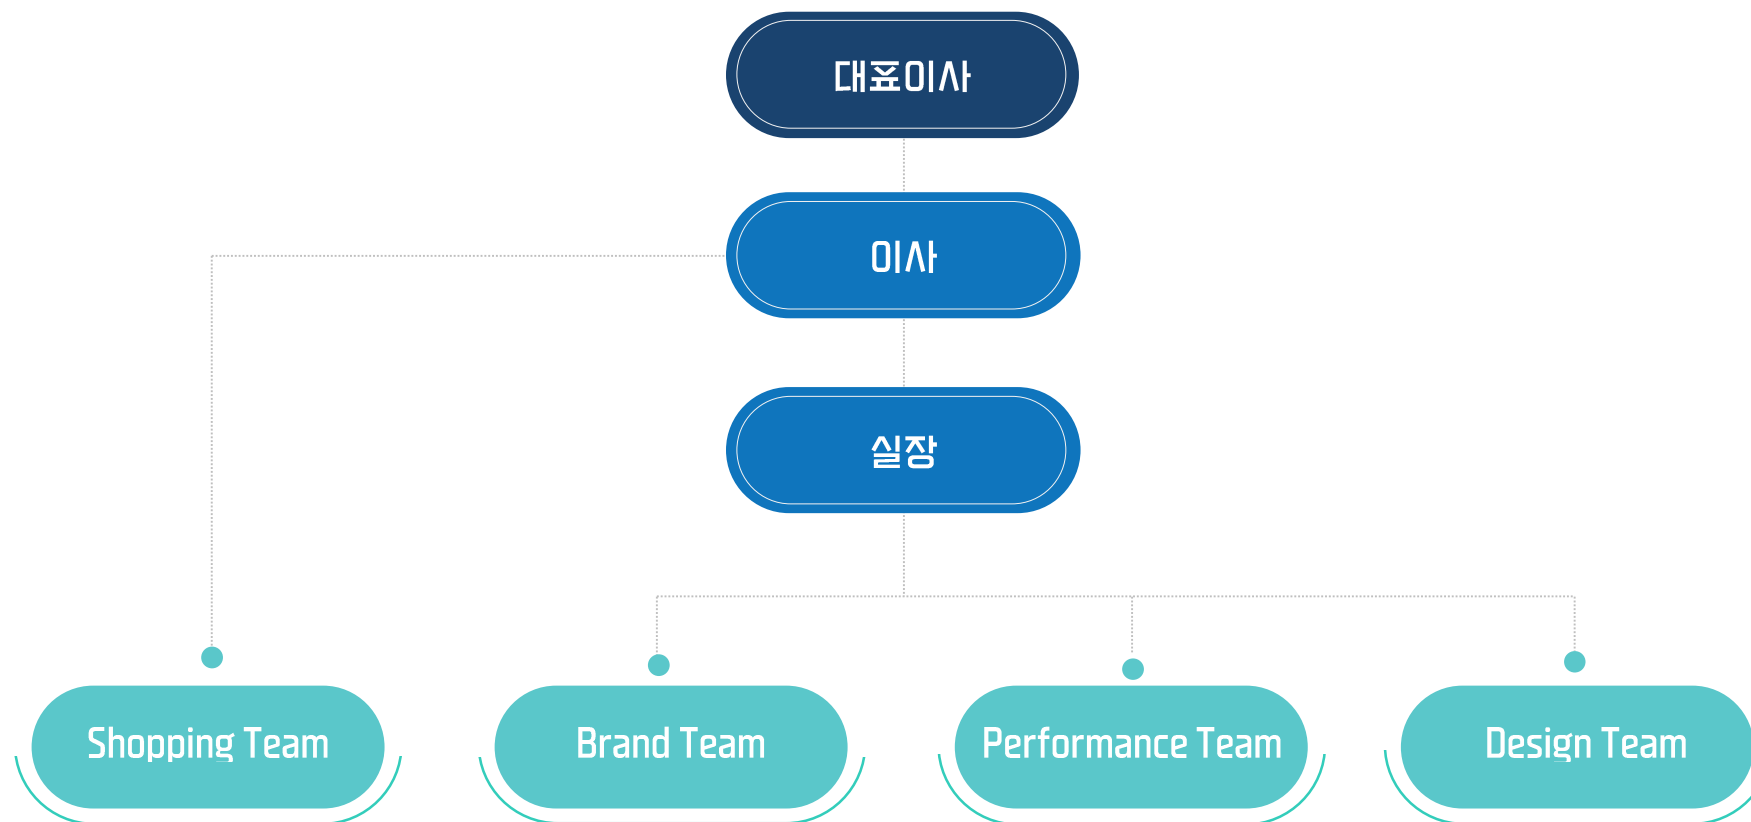 대표이사
이사
실장
Shopping Team
Brand Team
Performance Team
Design Team